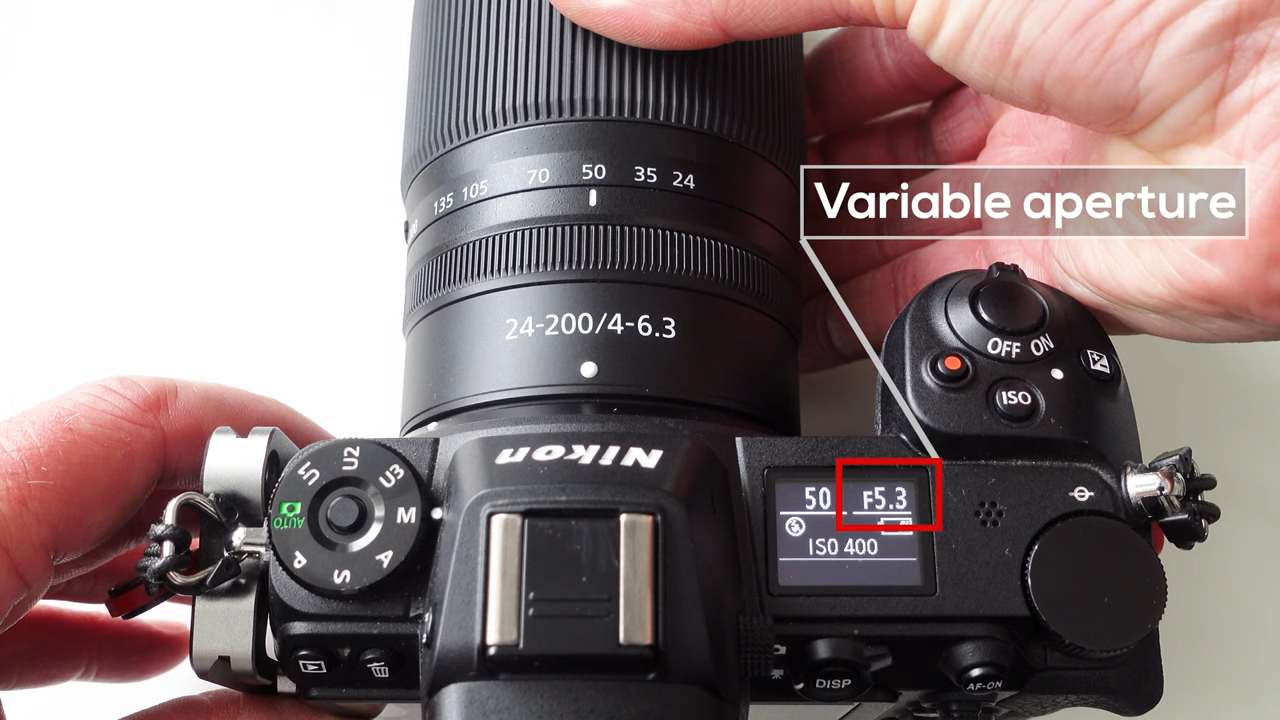 135 105 70 50 35 24
Variable aperture
24-200/4-6.3
OFF ON
ISO
Nikon
U1 U2 U3
M
AUTO
P S A
50 F5.3
ISO 400
DISP
AF-ON